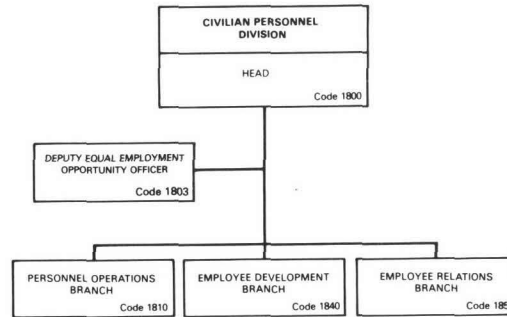 CIVILIAN PERSONNEL
DIVISION
HEAD
Code 1800
DEPUTY EQUAL EMPLOYMENT
OPPORTUNITY OFFICER
Code 1803
PERSONNEL OPERATIONS
BRANCH
Code 1810
EMPLOYEE DEVELOPMENT
BRANCH
Code 1840
EMPLOYEE RELATIONS
BRANCH
Code